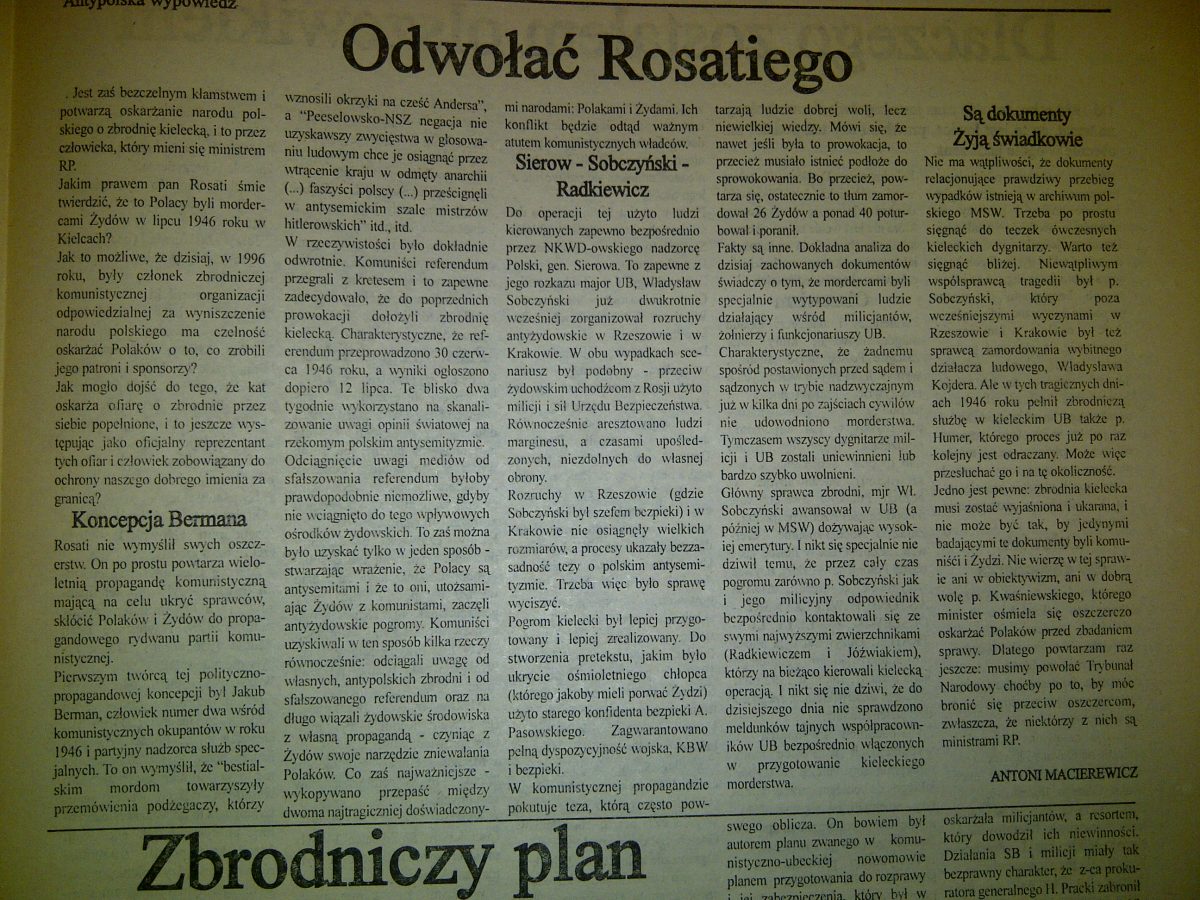 Antypolska wypowiedź
Odwołać Rosatiego
. Jest zaś bezczelnym kłamstwem i
potwarzą oskarżanie narodu pol-
skiego o zbrodnię kielecką, i to przez
człowieka, który mieni się ministrem
RP.
Jakim prawem pan Rosati śmie
twierdzić, że to Polacy byli morder-
cami Żydów w lipcu 1946 roku w
Kielcach?
Jak to możliwe, że dzisiaj, w 1996
roku, były członek zbrodniczej
komunistycznej organizacji
odpowiedzialnej za wyniszczenie
narodu polskiego ma czelność
oskarżać Polaków o to, co zrobili
jego patroni i sponsorzy?
Jak mogło dojść do tego, że kat
oskarża ofiarę o zbrodnie przez
siebie popełnione, i to jeszcze wys-
tępując jako oficjalny reprezentant
tych ofiar i człowiek zobowiązany do
ochrony naszego dobrego imienia za
granicą?
Koncepcja Bermana
Rosati nie wymyślił swych oszcz-
erstw. On po prostu powtarza wielo-
letnią propagandę komunistyczną
mającą na celu ukryć sprawców,
skłócić Polaków i Żydów do propa-
gandowego rydwanu partii komu-
nistycznej.
Pierwszym twórcą tej polityczno-
propagandowej koncepcji był Jakub
Berman, człowiek numer dwa wśród
komunistycznych okupantów w roku
1946 i partyjny nadzorca służb spec-
jalnych. To on wymyślił, że "bestial-
skim mordom towarzyszyły
przemówienia podżegaczy, którzy
wznosili okrzyki na cześć Andersa",
a "Peeselowsko-NSZ negacja nie
uzyskawszy zwycięstwa w głosowa-
niu ludowym chce je osiągnąć przez
wtrącenie kraju w odmęty anarchii
(...) faszyści polscy (...) prześcignęli
w antysemickim szale mistrzów
hitlerowskich" itd., itd.
W rzeczywistości było dokładnie
odwrotnie. Komuniści referendum
przegrali z kretesem i to zapewne
zadecydowało, że do poprzednich
prowokacji dołożyli zbrodnię
kielecką. Charakterystyczne, że ref-
erendum przeprowadzono 30 czerw-
ca 1946 roku, a wyniki ogłoszono
dopiero 12 lipca. Te blisko dwa
tygodnie wykorzystano na skanali-
zowanie uwagi opinii światowej na
rzekomym polskim antysemityzmie.
Odciągnięcie uwagi mediów od
sfałszowania referendum byłoby
prawdopodobnie niemożliwe, gdyby
nie wciągnięto do tego wpływowych
ośrodków żydowskich. To zaś można
było uzyskać tylko w jeden sposób -
stwarzając wrażenie, że Polacy są
antysemitami i że to oni, utożsami-
ając Żydów z komunistami, zaczęli
antyżydowskie pogromy. Komuniści
uzyskiwali w ten sposób kilka rzeczy
równocześnie: odciągali uwagę od
własnych, antypolskich zbrodni i od
sfałszowanego referendum oraz na
długo wiązali żydowskie środowiska
z własną propagandą - czyniąc z
Żydów swoje narzędzie zniewalania
Polaków. Co zaś najważniejsze -
wykopywano przepaść między
dwoma najtragiczniej doświadczony-
mi narodami: Polakami i Żydami. Ich
konflikt będzie odtąd ważnym
atutem komunistycznych władców.
Sierow - Sobczyński -
Radkiewicz
Do operacji tej użyto ludzi
kierowanych zapewno bezpośrednio
przez NKWD-owskiego nadzorcę
Polski, gen. Sierowa. To zapewne z
jego rozkazu major UB, Władysław
Sobczyński już dwukrotnie
wcześniej zorganizował rozruchy
antyżydowskie w Rzeszowie i w
Krakowie. W obu wypadkach sce-
nariusz był podobny - przeciw
żydowskim uchodźcom z Rosji użyto
milicji i sił Urzędu Bezpieczeństwa.
Równocześnie aresztowano ludzi
marginesu, a czasami upośled-
zonych, niezdolnych do własnej
obrony.
Rozruchy w Rzeszowie (gdzie
Sobczyński był szefem bezpieki) i w
Krakowie nie osiągnęły wielkich
rozmiarów, a procesy ukazały bezza-
sadność tezy o polskim antysemi-
tyzmie. Trzeba więc było sprawę
wyciszyć.
Pogrom kielecki był lepiej przygo-
towany i lepiej zrealizowany. Do
stworzenia pretekstu, jakim było
ukrycie ośmioletniego chłopca
(którego jakoby mieli porwać Żydzi)
użyto starego konfidenta bezpieki A.
Pasowskiego. Zagwarantowano
pełną dyspozycyjność wojska, KBW
i bezpieki.
W komunistycznej propagandzie
pokutuje teza, którą często pow-
tarzają ludzie dobrej woli, lecz
niewielkiej wiedzy. Mówi się, że
nawet jeśli była to prowokacja, to
przecież musiało istnieć podłoże do
sprowokowania. Bo przecież, pow-
tarza się, ostatecznie to tłum zamor-
dował 26 Żydów a ponad 40 potur-
bował i poranił.
Fakty są inne. Dokładna analiza do
dzisiaj zachowanych dokumentów
świadczy o tym, że mordercami byli
specjalnie wytypowani ludzie
działający wśród milicjantów,
żołnierzy i funkcjonariuszy UB.
Charakterystyczne, że żadnemu
spośród postawionych przed sądem i
sądzonych w trybie nadzwyczajnym
już w kilka dni po zajściach cywilów
nie udowodniono morderstwa.
Tymczasem wszyscy dygnitarze mil-
icji i UB zostali uniewinnieni lub
bardzo szybko uwolnieni.
Główny sprawca zbrodni, mjr Wł.
Sobczyński awansował w UB (a
później w MSW) dożywając wysok-
iej emerytury. I nikt się specjalnie nie
dziwił temu, że przez cały czas
pogromu zarówno p. Sobczyński jak
i jego milicyjny odpowiednik
bezpośrednio kontaktowali się ze
swymi najwyższymi zwierzchnikami
(Radkiewiczem i Jóźwiakiem),
którzy na bieżąco kierowali kielecką
operacją. I nikt się nie dziwi, że do
dzisiejszego dnia nie sprawdzono
meldunków tajnych współpracown-
ików UB bezpośrednio włączonych
w przygotowanie kieleckiego
morderstwa.
Są dokumenty
Żyją świadkowie
Nie ma wątpliwości, że dokumenty
relacjonujące prawdziwy przebieg
wypadków istnieją w archiwum pol-
skiego MSW. Trzeba po prostu
sięgnąć do teczek ówczesnych
kieleckich dygnitarzy. Warto też
sięgnąć bliżej. Niewątpliwym
współsprawcą tragedii był p.
Sobczyński, który poza
wcześniejszymi wyczynami w
Rzeszowie i Krakowie był też
sprawcą zamordowania wybitnego
działacza ludowego, Władysława
Kojdera. Ale w tych tragicznych dni-
ach 1946 roku pełnił zbrodniczą
służbę w kieleckim UB także p.
Humer, którego proces już po raz
kolejny jest odraczany. Może więc
przesłuchać go i na tę okoliczność.
Jedno jest pewne: zbrodnia kielecka
musi zostać wyjaśniona i ukarana, i
nie może być tak, by jedynymi
badającymi te dokumenty byli komu-
niści i Żydzi. Nie wierzę w tej spraw-
ie ani w obiektywizm, ani w dobrą
wolę p. Kwaśniewskiego, którego
minister ośmiela się oszczerczo
oskarżać Polaków przed zbadaniem
sprawy. Dlatego powtarzam raz
jeszcze: musimy powołać Trybunał
Narodowy choćby po to, by móc
bronić się przeciw oszczercom,
zwłaszcza, że niektórzy z nich są
ministrami RP.
ANTONI MACIEREWICZ
Zbrodniczy plan
swego oblicza. On bowiem był
autorem planu zwanego w komu-
nistyczno-ubeckiej nowomowie
planem przygotowania do rozprawy
i jej zabezpieczenia, który był w
oskarżała milicjantów, a resortem,
który dowodził ich niewinności.
Działania SB i milicji miały tak
bezprawny charakter, że z-ca proku-
ratora generalnego H. Pracki zabronił